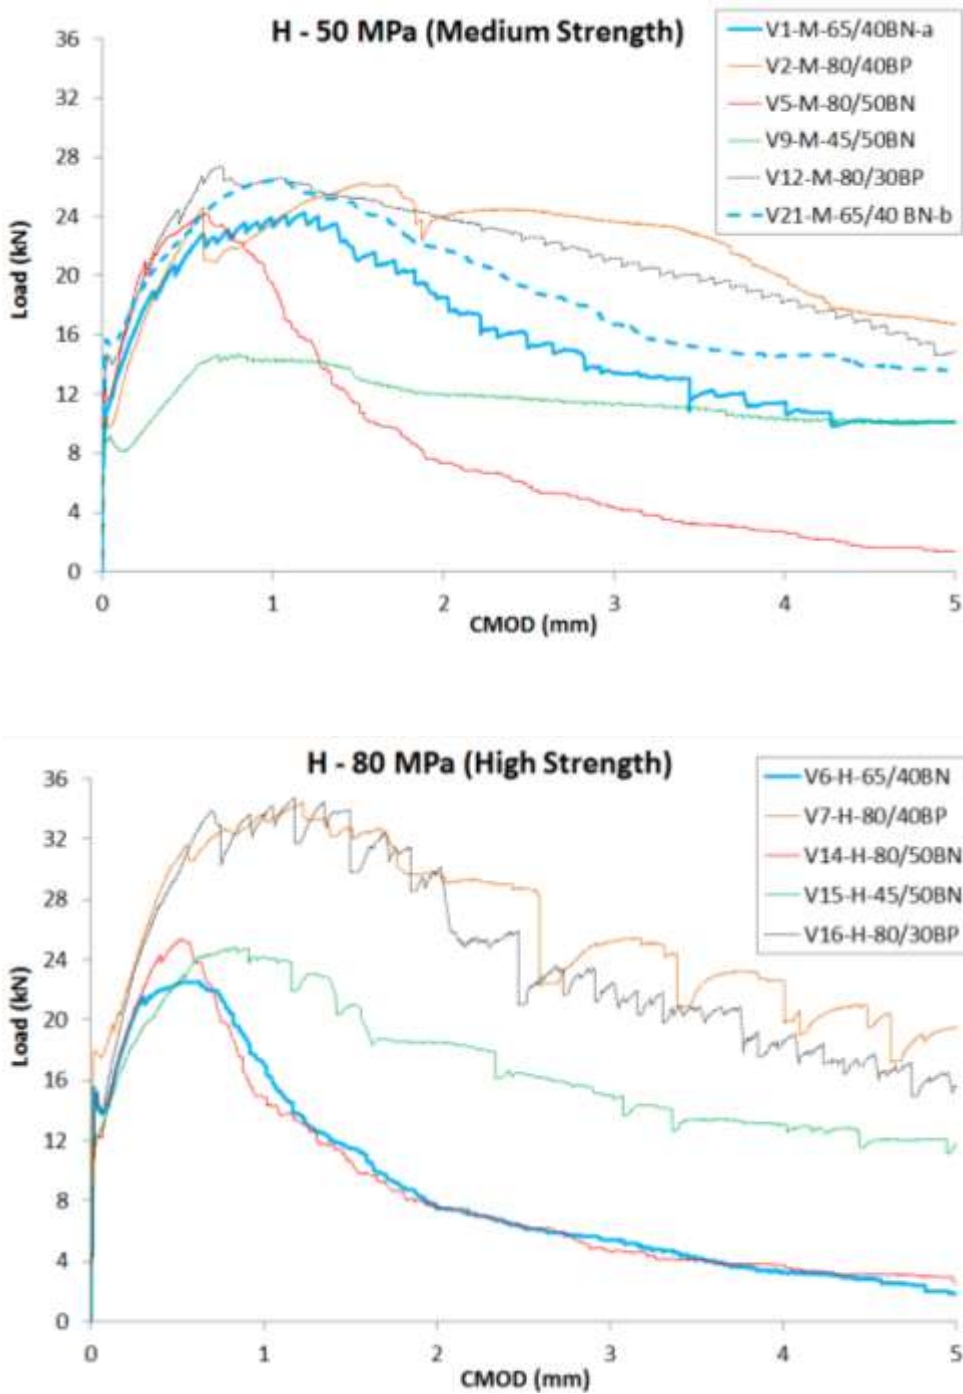 H - 50 MPa (Medium Strength)
V1-M-65/40BN-a
V2-M-80/40BP
V5-M-80/50BN
V9-M-45/50BN
V12-M-80/30BP
V21-M-65/40 BN-b
Load (kN)
36
32
28
24
20
16
12
8
4
0
0 1 2 3 4 5
CMOD (mm)
H - 80 MPa (High Strength)
V6-H-65/40BN
V7-H-80/40BP
V14-H-80/50BN
V15-H-45/50BN
V16-H-80/30BP
Load (kN)
36
32
28
24
20
16
12
8
4
0
0 1 2 3 4 5
CMOD (mm)